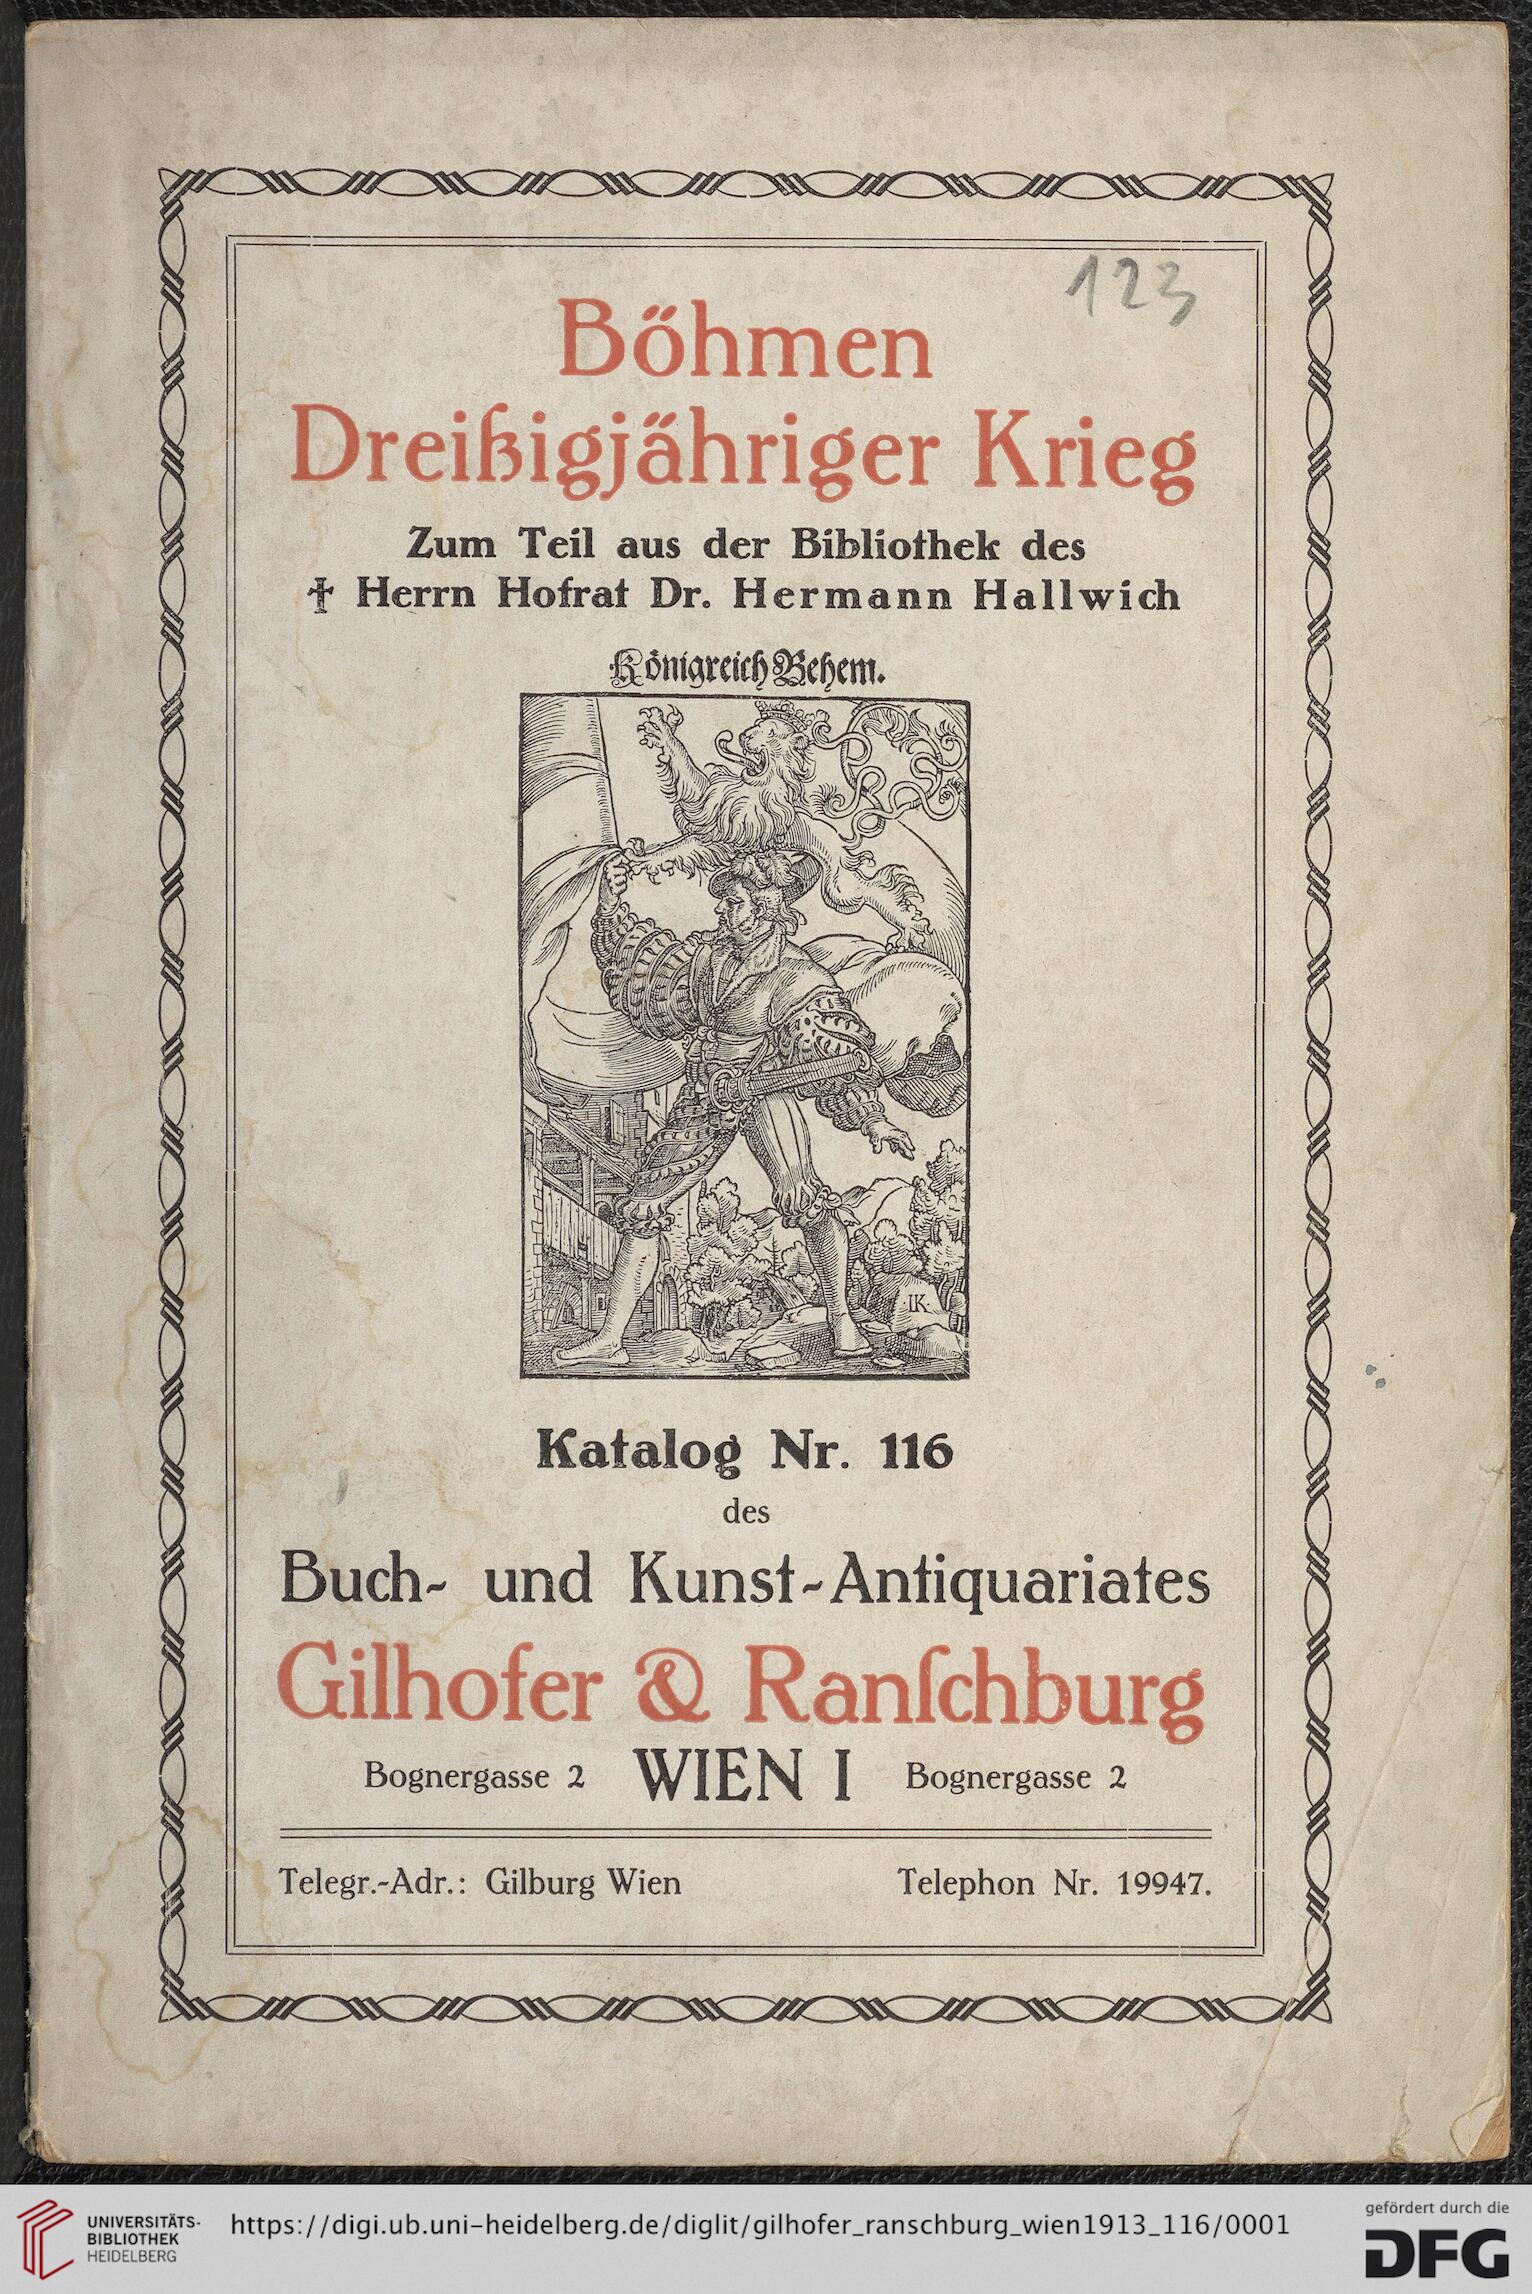 123
Böhmen
Dreißigjähriger Krieg
Zum Teil aus der Bibliothek des
† Herrn Hofrat Dr. Hermann Hallwich
Königreich Behem.
·IK·
Katalog Nr. 116
des
Buch- und Kunst-Antiquariates
Gilhofer & Ranſchburg
Bognergasse 2 WIEN I Bognergasse 2
Telegr.-Adr.: Gilburg Wien Telephon Nr. 19947.
UNIVERSITÄTS-
BIBLIOTHEK
HEIDELBERG
https://digi.ub.uni-heidelberg.de/diglit/gilhofer_ranschburg_wien1913_116/0001
gefördert durch die
DFG